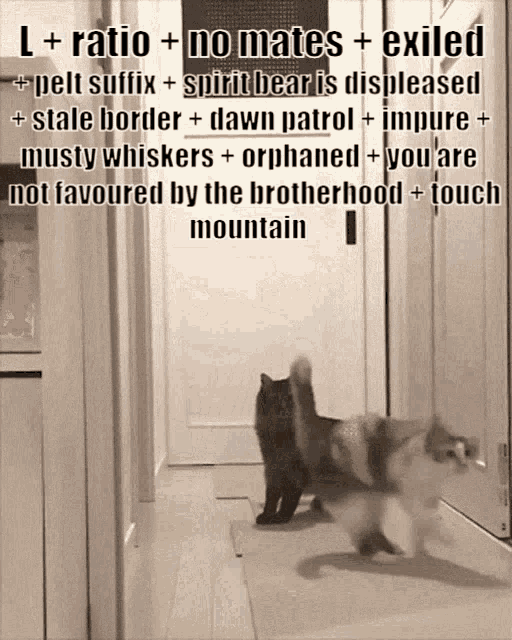 L + ratio + no mates + exiled
+ pelt suffix + spirit bear is displeased
+ stale border + dawn patrol + impure +
musty whiskers + orphaned + you are
not favoured by the brotherhood + touch
mountain